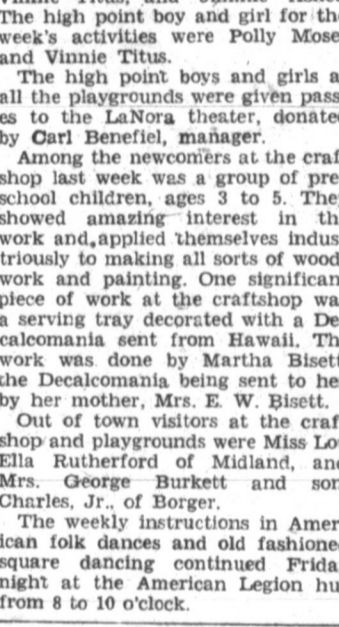 The high point boy and girl for th
week's activities were Polly Mose
and Vinnie Titus.
The high point boys and girls a
all the playgrounds were given pass
es to the LaNora theater, donate
by Carl Benefiel, manager.
Among the newcomers at the craf
shop last week was a group of pre
school children, ages 3 to 5. The
showed amazing interest in th
work and applied themselves indus
triously to making all sorts of wood
work and painting. One significan
piece of work at the craftshop wa
a serving tray decorated with a De
calcomania sent from Hawaii. Th
work was done by Martha Bisett
the Decalcomania being sent to he
by her mother, Mrs. E. W. Bisett.
Out of town visitors at the craf
shop and playgrounds were Miss Lo
Ella Rutherford of Midland, an
Mrs. George Burkett and son
Charles, Jr., of Borger.
The weekly instructions in Amer
ican folk dances and old fashione
square dancing continued Frida
night at the American Legion hu
from 8 to 10 o'clock.